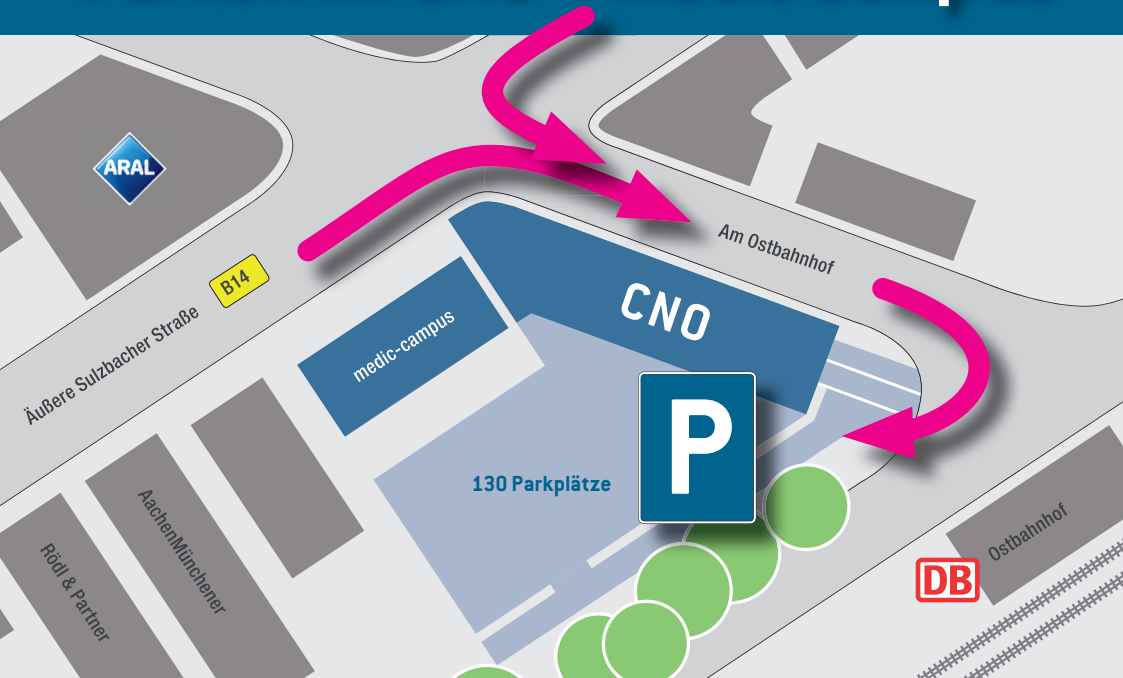 ARAL
B14
Äußere Sulzbacher Straße
Am Ostbahnhof
CNO
medic-campus
P
130 Parkplätze
AachenMünchener
Rödl & Partner
DB
Ostbahnhof